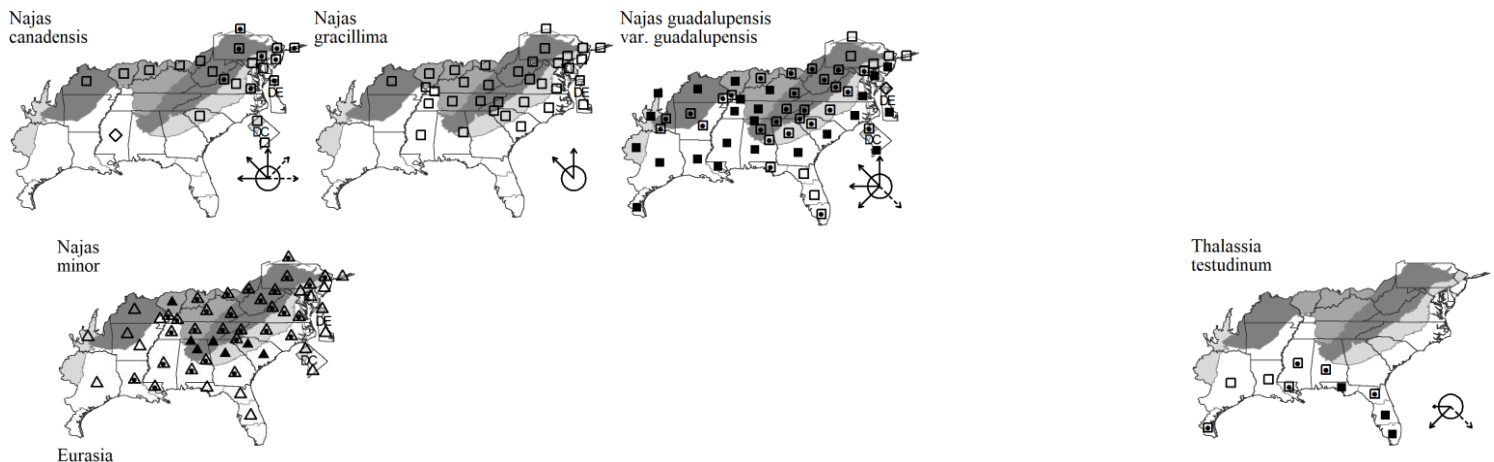 Najas
canadensis
DE
DC
Najas
gracillima
DE
Najas guadalupensis
var. guadalupensis
DE
DC
Najas
minor
DE
DC
Eurasia
Thalassia
testudinum